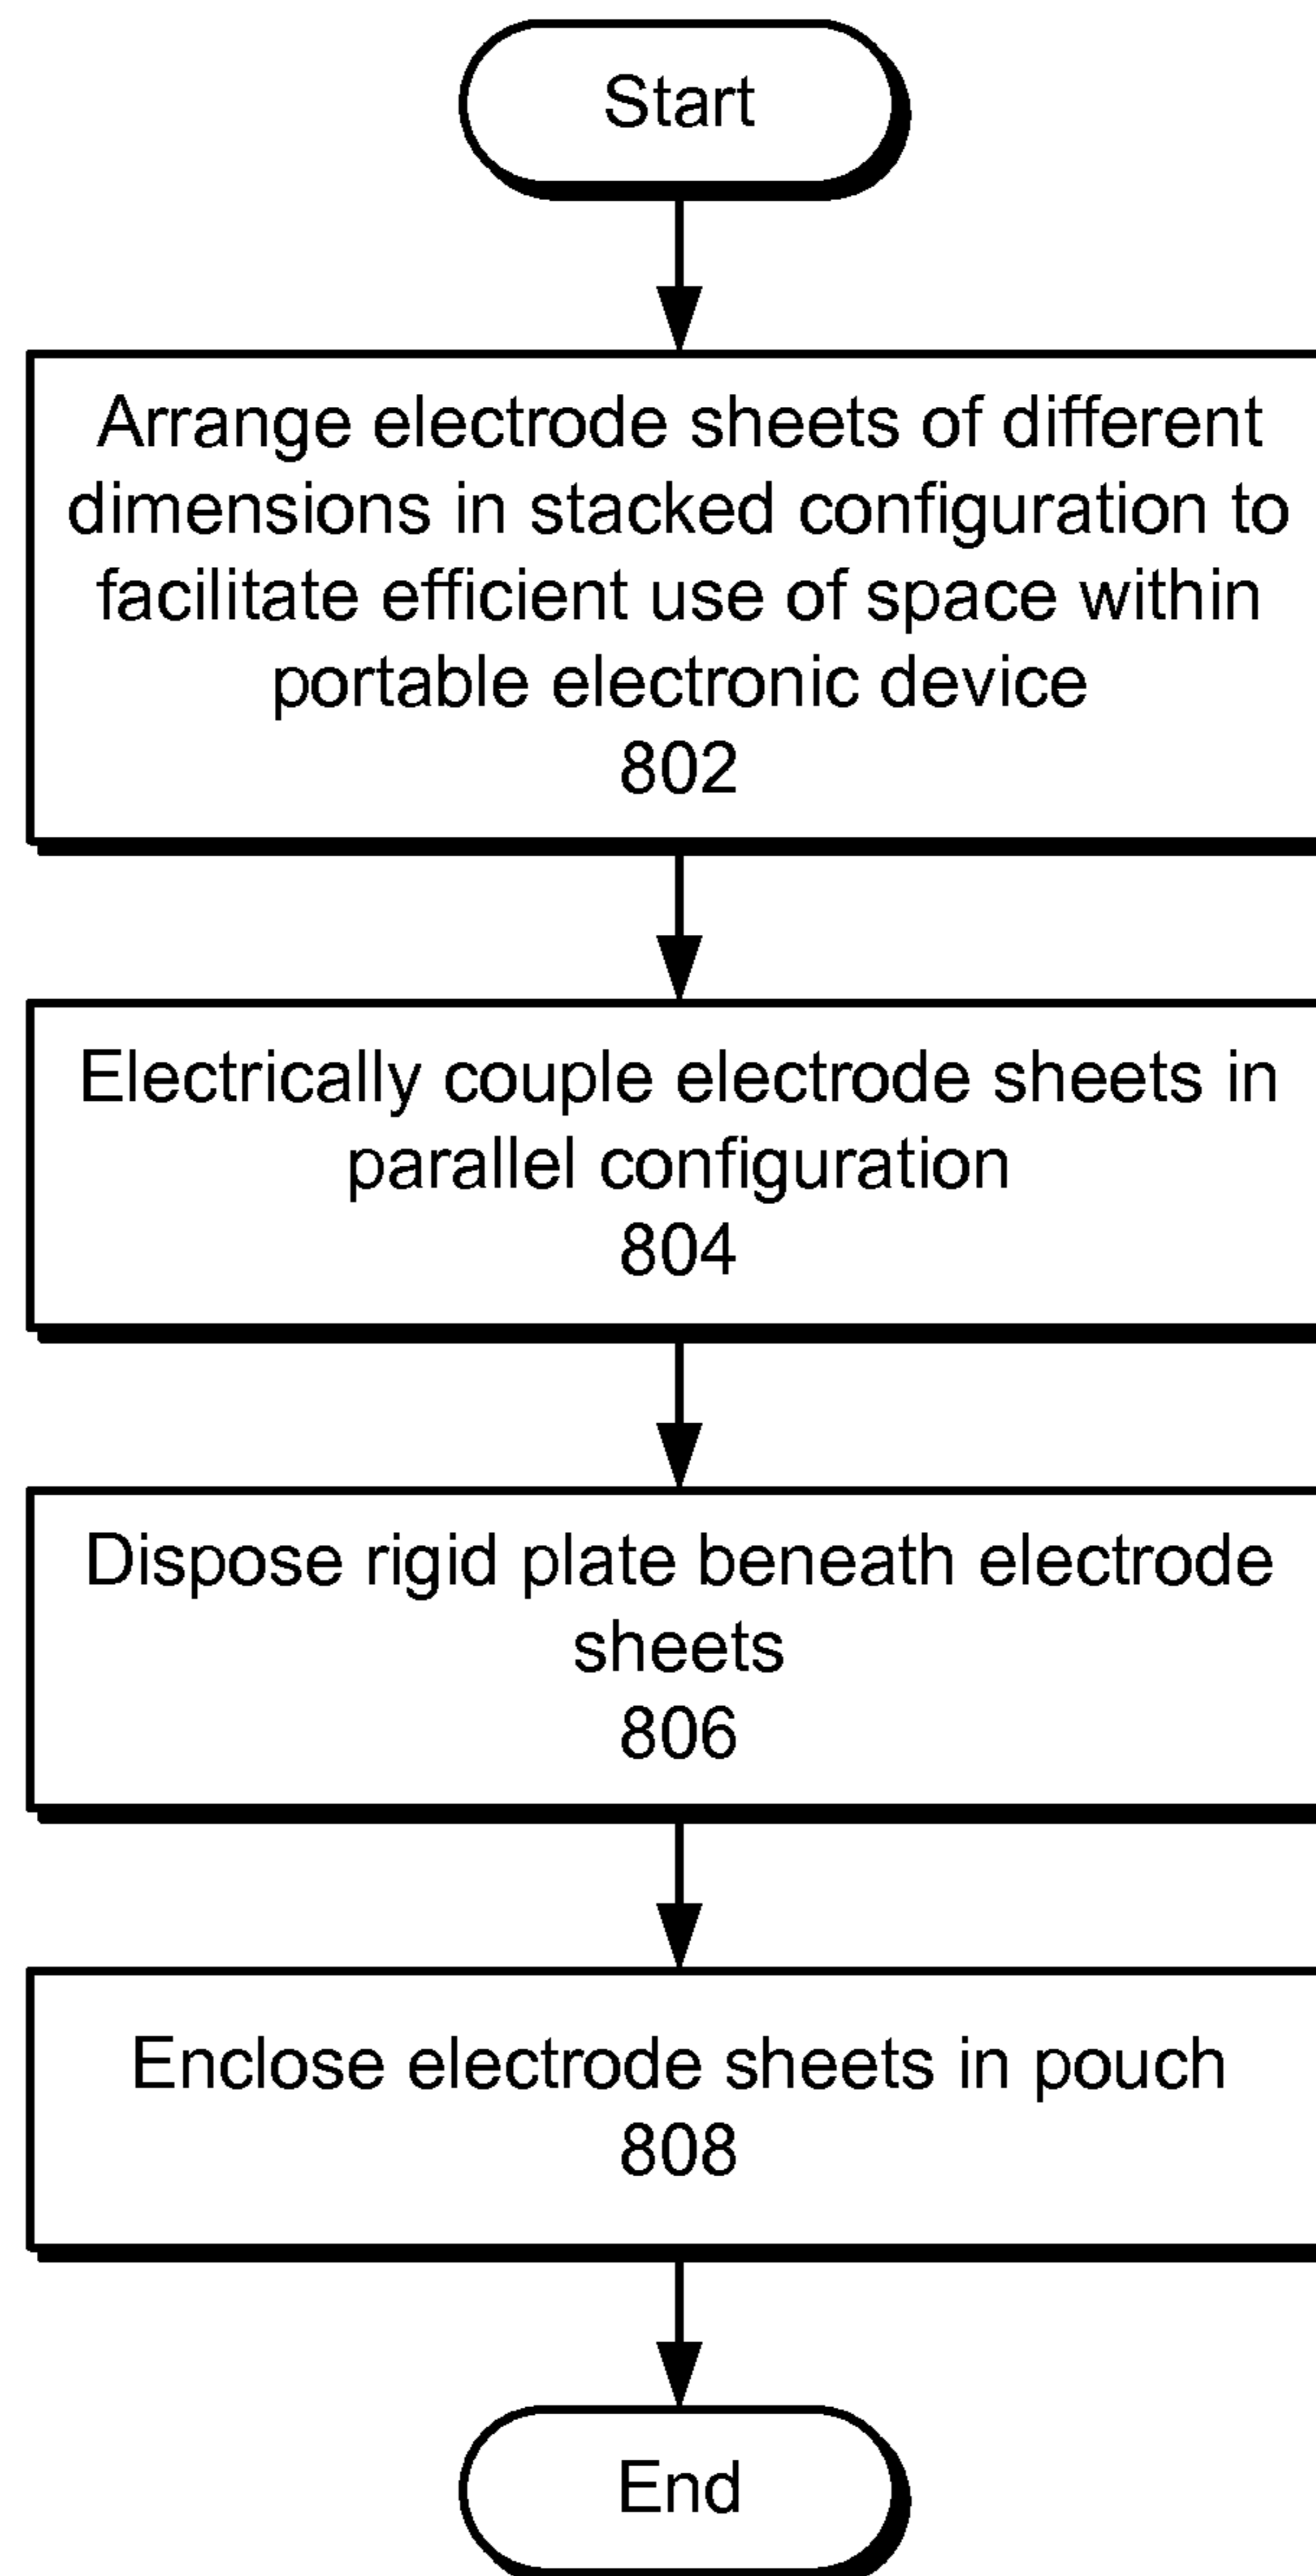 Start
Arrange electrode sheets of different
dimensions in stacked configuration to
facilitate efficient use of space within
portable electronic device
802
Electrically couple electrode sheets in
parallel configuration
804
Dispose rigid plate beneath electrode
sheets
806
Enclose electrode sheets in pouch
808
End